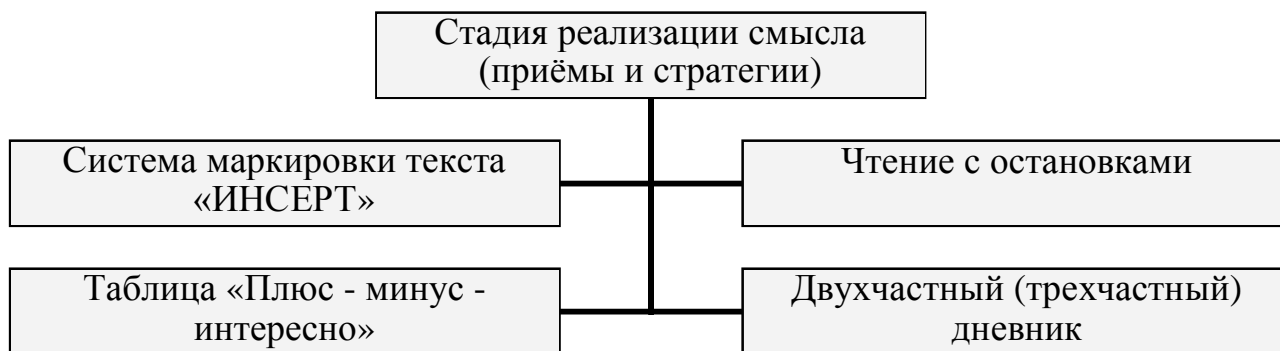 Стадия реализации смысла
(приёмы и стратегии)
Система маркировки текста
«ИНСЕРТ»
Чтение с остановками
Таблица «Плюс - минус -
интересно»
Двухчастный (трехчастный)
дневник